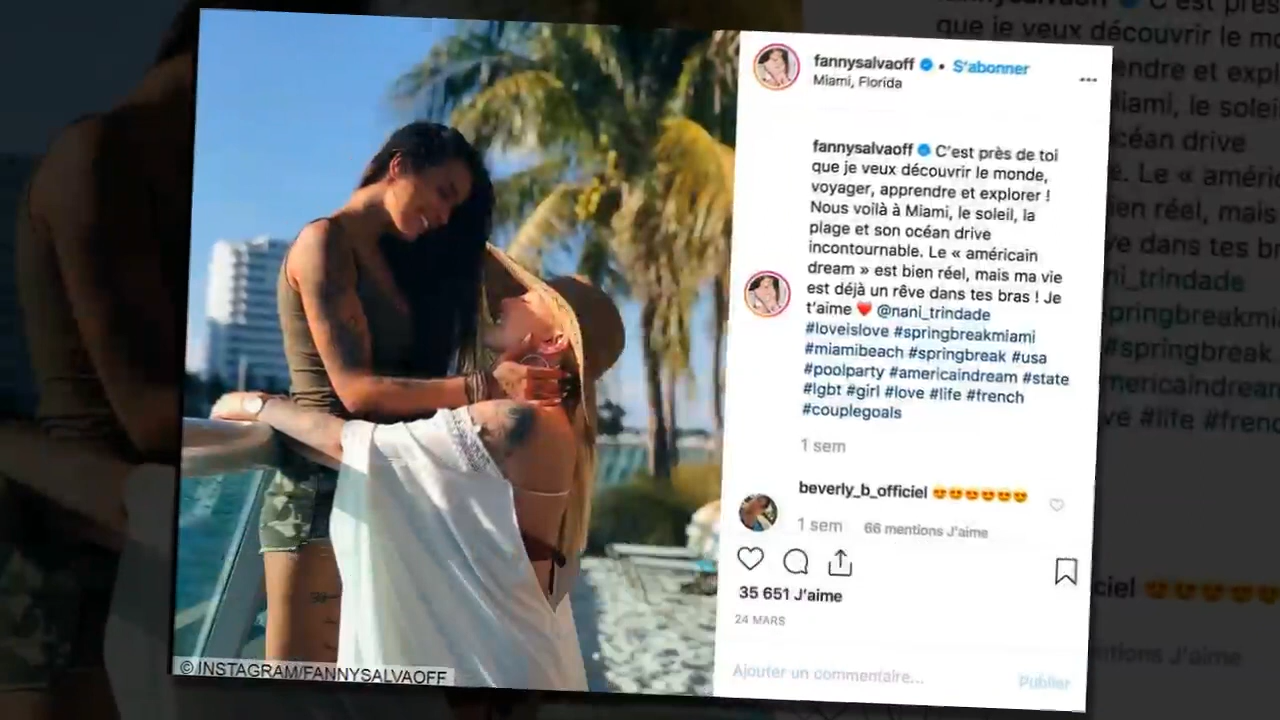 fannysalvaoff • S'abonner
Miami, Florida
fannysalvaoff C'est près de toi
que je veux découvrir le monde,
voyager, apprendre et explorer !
Nous voilà à Miami, le soleil, la
plage et son océan drive
incontournable. Le « américain
dream » est bien réel, mais ma vie
est déjà un rêve dans tes bras ! Je
t'aime ❤️ @nani_trindade
#loveislove #springbreakmiami
#miamibeach #springbreak #usa
#poolparty #americaindream #state
#lgbt #girl #love #life #french
#couplegoals
1 sem
beverly_b_officiel 😍😍😍😍😍😍
1 sem 66 mentions J'aime
35 651 J'aime
24 MARS
Ajouter un commentaire...
Publier
© INSTAGRAM/FANNYSALVAOFF